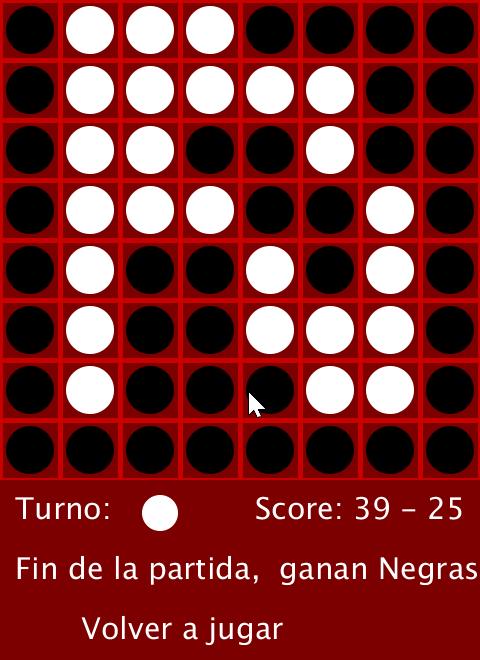 Turno: Score: 39 - 25
Fin de la partida, ganan Negras
Volver a jugar